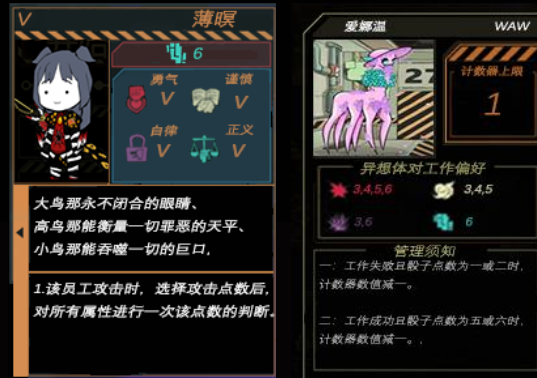 V 薄暝
6
勇气 V
谨慎 V
自律 V
正义 V
大鸟那永不闭合的眼睛、
高鸟那能衡量一切罪恶的天平、
小鸟那能吞噬一切的巨口,
1.该员工攻击时，选择攻击点数后,
对所有属性进行一次该点数的判断.
爱娜温 WAW
27
计数器上限
1
异想体对工作偏好
3,4,5,6
3,4,5
3,6
6
管理须知
一：工作失败且骰子点数为一或二时,
计数器数值减一。
二：工作成功且骰子点数为五或六时,
计数器数值减一。.